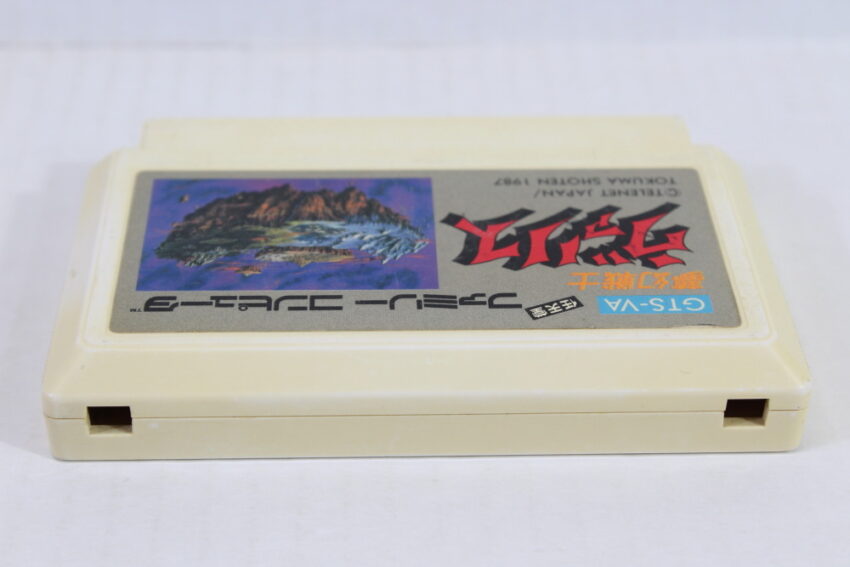 GTS-VA
任天堂 ファミリーコンピュータ™
夢幻戦士
ヴァリス
©TELENET JAPAN/
TOKUMA SHOTEN 1987